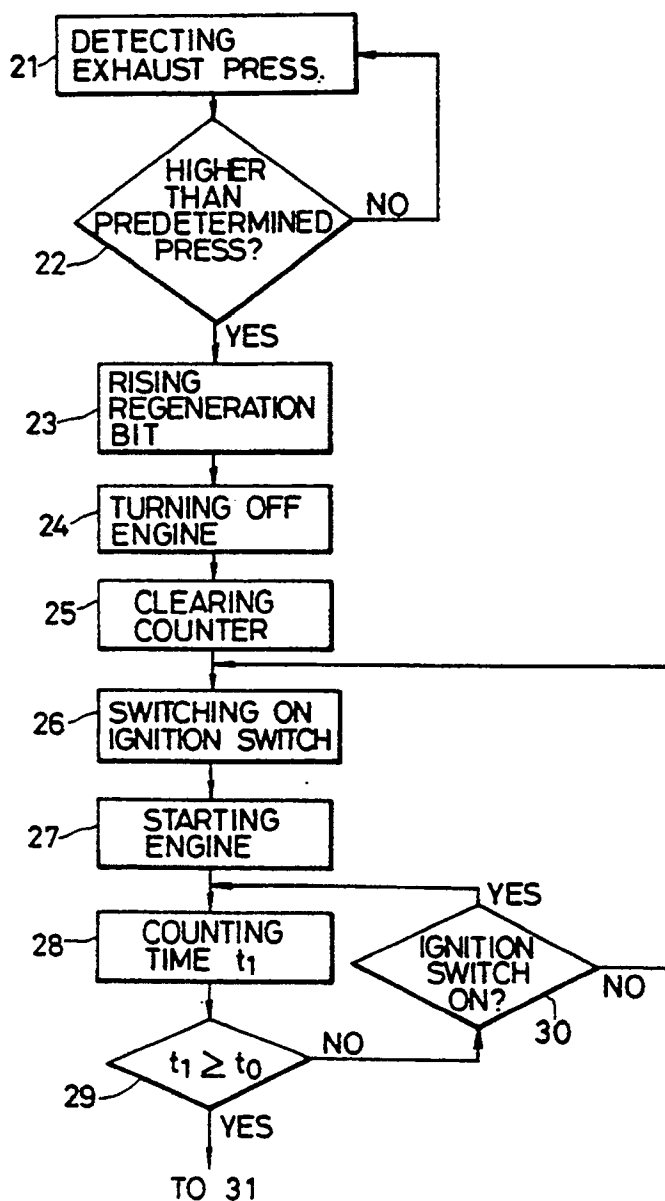 21
DETECTING
EXHAUST PRESS.
HIGHER
THAN
PREDETERMINED
PRESS?
NO
22
YES
RISING
REGENERATION
BIT
23
TURNING OFF
ENGINE
24
CLEARING
COUNTER
25
SWITCHING ON
IGNITION SWITCH
26
STARTING
ENGINE
27
YES
COUNTING
TIME t₁
28
IGNITION
SWITCH
ON?
NO
30
t₁ ≥ t₀
NO
29
YES
TO 31